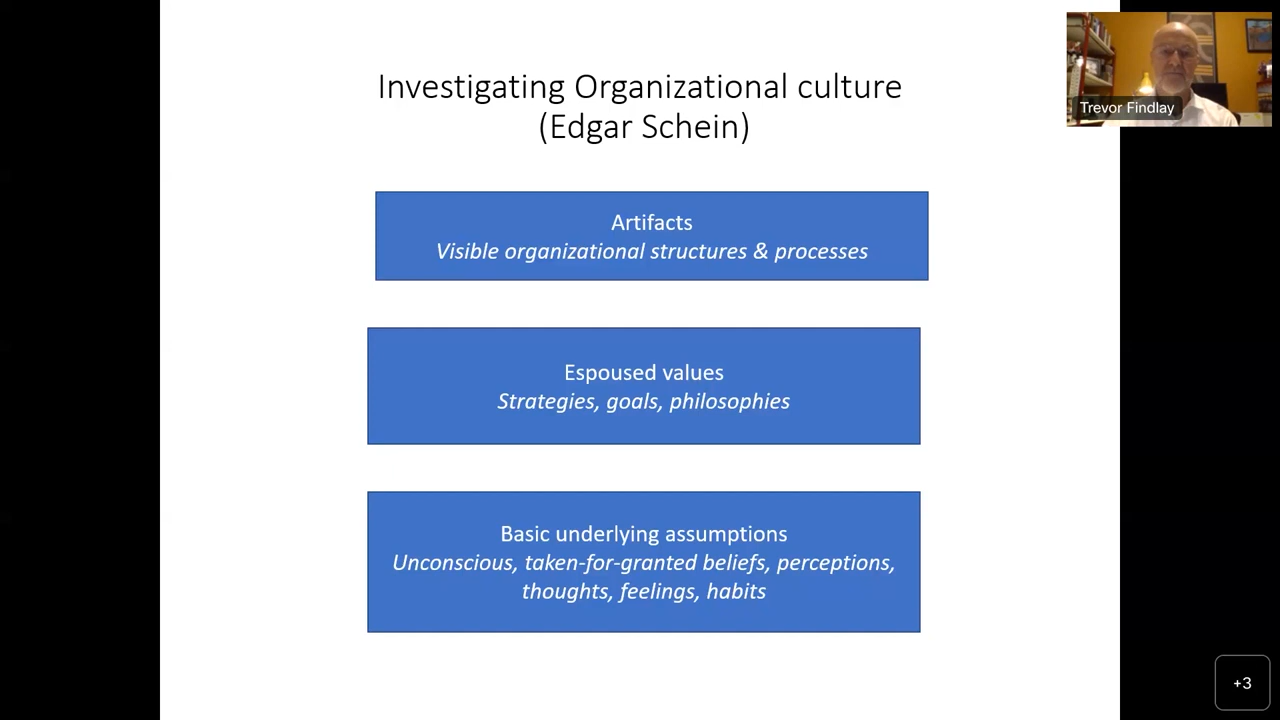 Investigating Organizational culture
(Edgar Schein)
Trevor Findlay
Artifacts
Visible organizational structures & processes
Espoused values
Strategies, goals, philosophies
Basic underlying assumptions
Unconscious, taken-for-granted beliefs, perceptions,
thoughts, feelings, habits
+3